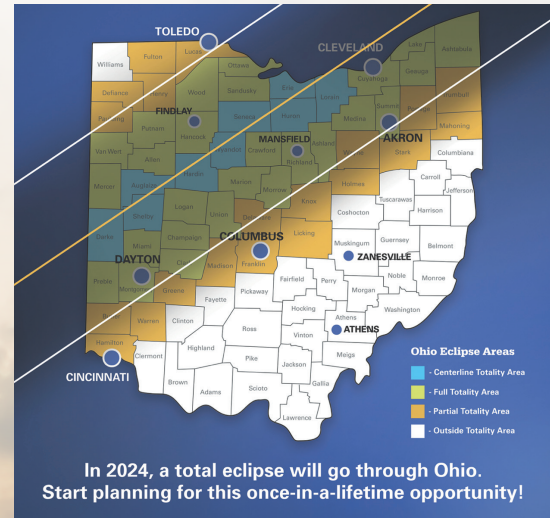 TOLEDO
CLEVELAND
Williams
Fulton
Lucas
Ottawa
Lake
Ashtabula
Geauga
Cuyahoga
Defiance
Henry
Wood
Sandusky
Erie
Lorain
Trumbull
Paulding
FINDLAY
Seneca
Huron
Medina
Summit
Portage
Putnam
Hancock
AKRON
Mahoning
Van Wert
Allen
Wyandot
Crawford
MANSFIELD
Richland
Ashland
Wayne
Stark
Columbiana
Mercer
Auglaize
Hardin
Marion
Morrow
Holmes
Carroll
Jefferson
Shelby
Logan
Union
Delaware
Knox
Tuscarawas
Coshocton
Harrison
Darke
Miami
Champaign
COLUMBUS
Licking
Muskingum
Guernsey
Belmont
DAYTON
Clark
Madison
Franklin
ZANESVILLE
Preble
Montgomery
Greene
Fairfield
Perry
Noble
Monroe
Pickaway
Morgan
Fayette
Butler
Warren
Clinton
Hocking
Washington
Ross
Athens
ATHENS
Hamilton
Clermont
Highland
Vinton
Meigs
CINCINNATI
Pike
Jackson
Brown
Adams
Scioto
Gallia
Lawrence
Ohio Eclipse Areas
- Centerline Totality Area
- Full Totality Area
- Partial Totality Area
- Outside Totality Area
In 2024, a total eclipse will go through Ohio.
Start planning for this once-in-a-lifetime opportunity!